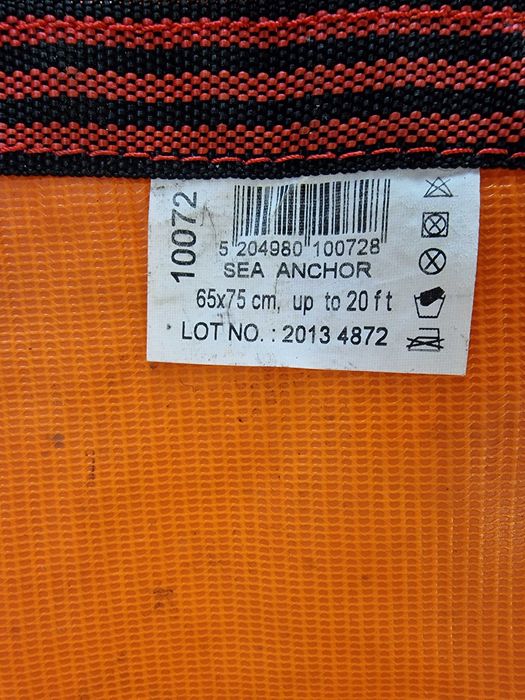 10072
5 204980 100728
SEA ANCHOR
65x75 cm, up to 20 ft
LOT NO. : 2013 4872